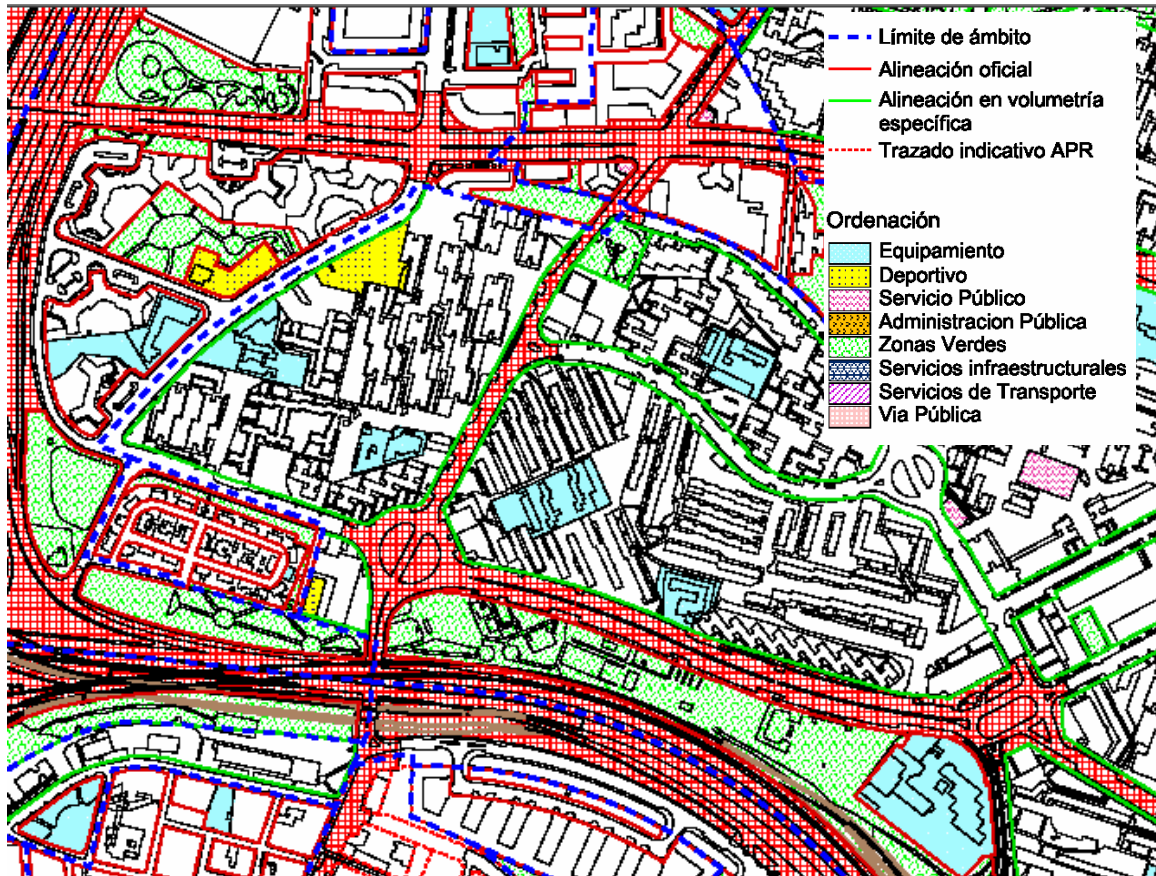 Límite de ámbito
Alineación oficial
Alineación en volumetría
específica
Trazado indicativo APR
Ordenación
Equipamiento
Deportivo
Servicio Público
Administracion Pública
Zonas Verdes
Servicios infraestructurales
Servicios de Transporte
Via Pública